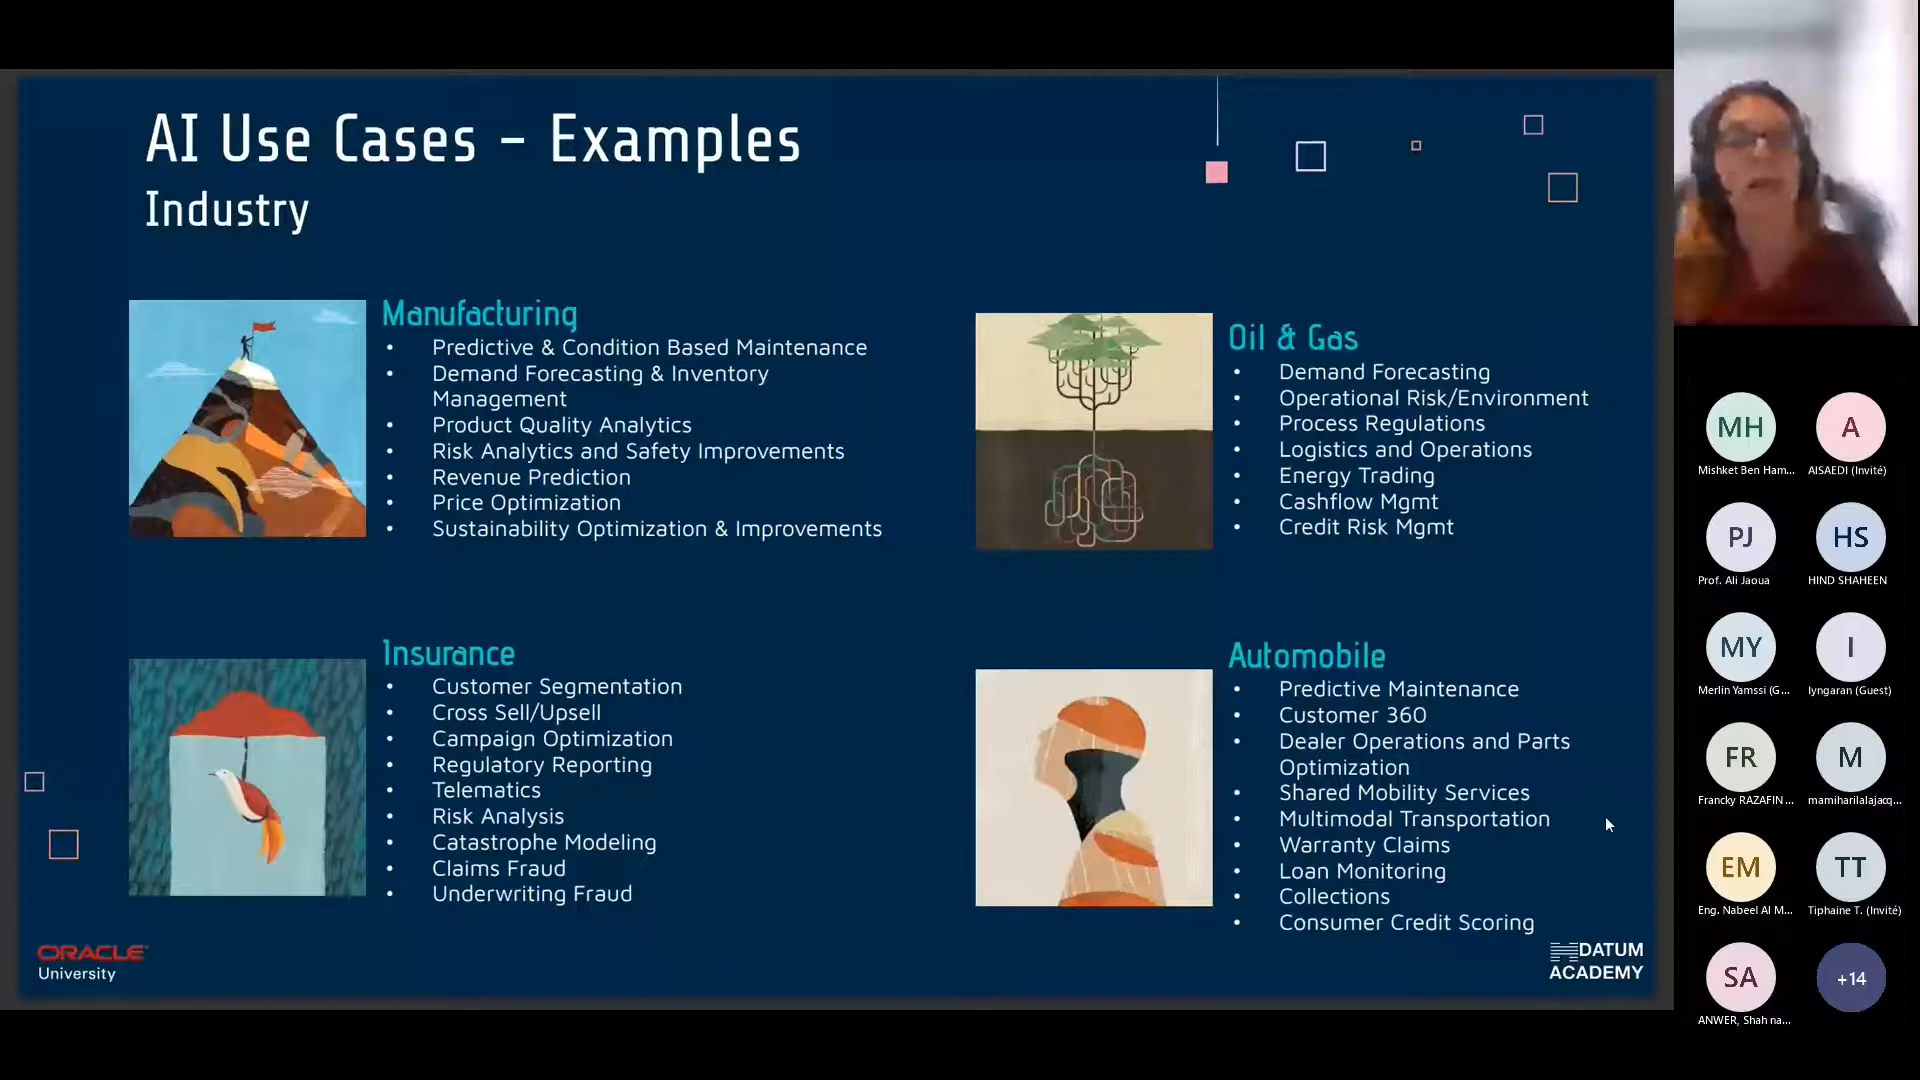 AI Use Cases – Examples
Industry
Manufacturing
• Predictive & Condition Based Maintenance
• Demand Forecasting & Inventory
Management
• Product Quality Analytics
• Risk Analytics and Safety Improvements
• Revenue Prediction
• Price Optimization
• Sustainability Optimization & Improvements
Oil & Gas
• Demand Forecasting
• Operational Risk/Environment
• Process Regulations
• Logistics and Operations
• Energy Trading
• Cashflow Mgmt
• Credit Risk Mgmt
Insurance
• Customer Segmentation
• Cross Sell/Upsell
• Campaign Optimization
• Regulatory Reporting
• Telematics
• Risk Analysis
• Catastrophe Modeling
• Claims Fraud
• Underwriting Fraud
Automobile
• Predictive Maintenance
• Customer 360
• Dealer Operations and Parts
Optimization
• Shared Mobility Services
• Multimodal Transportation
• Warranty Claims
• Loan Monitoring
• Collections
• Consumer Credit Scoring
ORACLE
University
DATUM
ACADEMY
MH
Mishket Ben Ham...
A
AISAEDI (Invité)
PJ
Prof. Ali Jaoua
HS
HIND SHAHEEN
MY
Merlin Yamssi (G...
I
Iyngaran (Guest)
FR
Francky RAZAFIN...
M
mamiharilalajacq...
EM
Eng. Nabeel Al M...
TT
Tiphaine T. (Invité)
SA
ANWER, Shah na...
+14